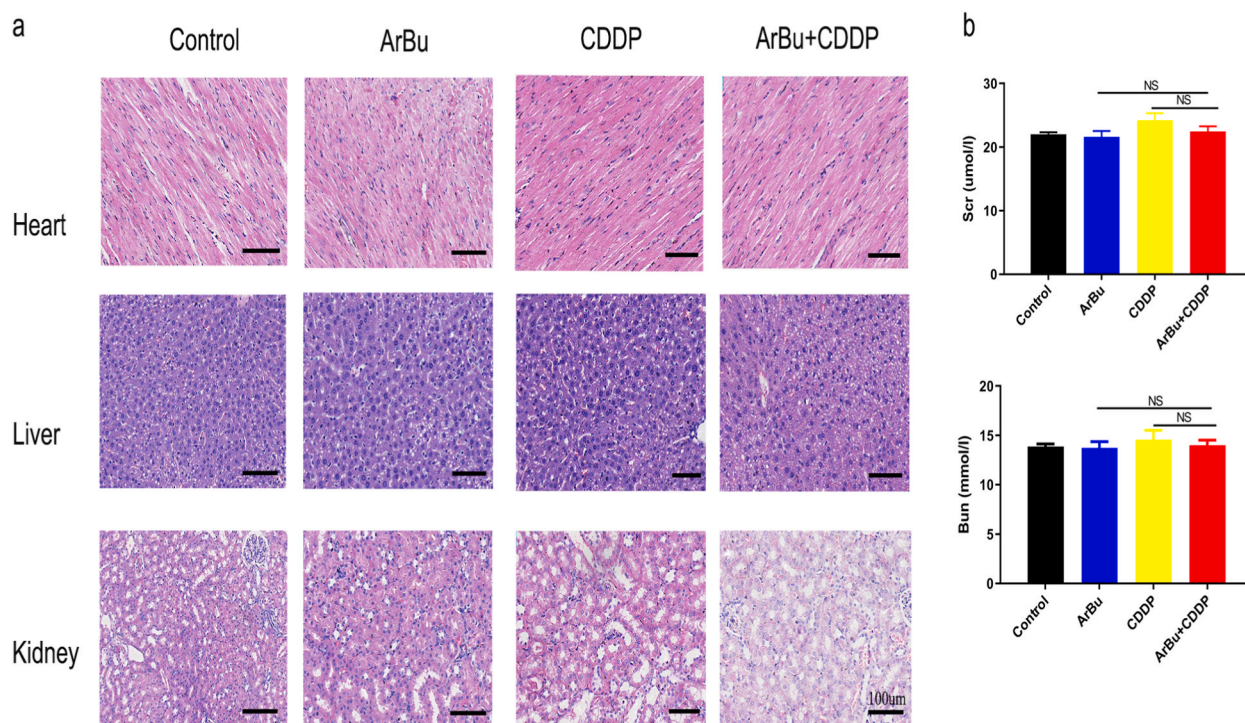 a
Control ArBu CDDP ArBu+CDDP
Heart
Liver
Kidney
100um
b
Scr (umol/l)
30
20
10
0
NS
NS
Control ArBu CDDP ArBu+CDDP
Bun (mmol/l)
20
15
10
5
0
NS
NS
Control ArBu CDDP ArBu+CDDP